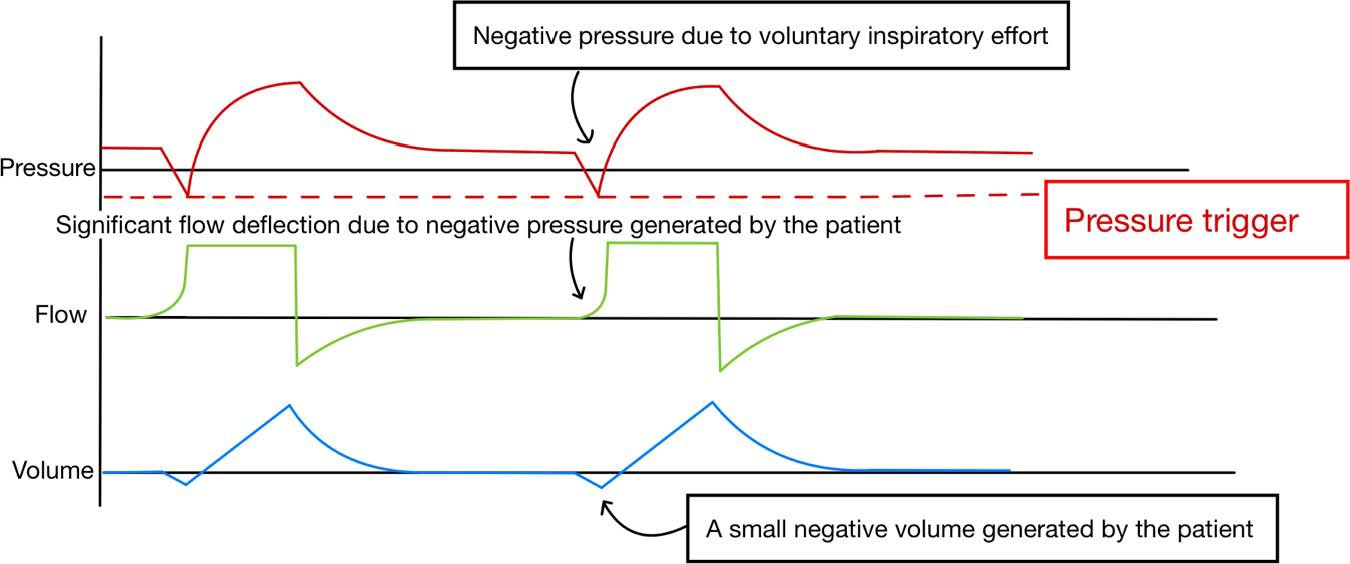 Negative pressure due to voluntary inspiratory effort
Pressure
Pressure trigger
Significant flow deflection due to negative pressure generated by the patient
Flow
Volume
A small negative volume generated by the patient